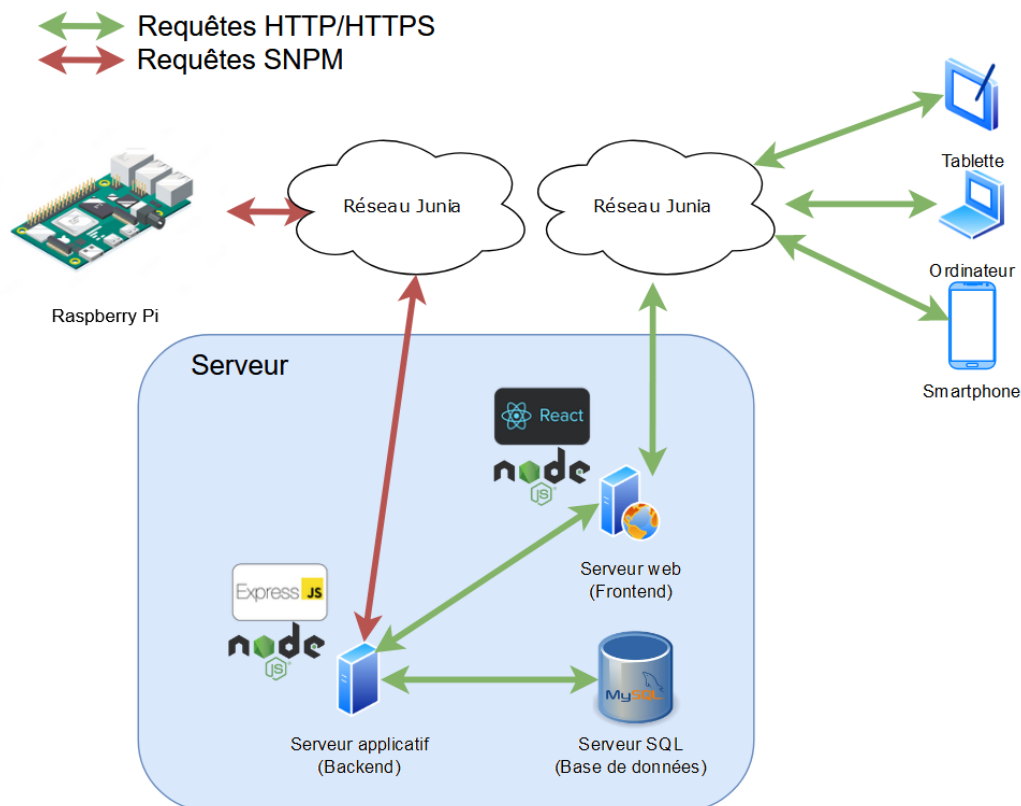 Requêtes HTTP/HTTPS
Requêtes SNPM
Tablette
Réseau Junia
Réseau Junia
Ordinateur
Raspberry Pi
Serveur
Smartphone
React
node
JS
Serveur web
(Frontend)
Express JS
node
JS
MySQL
Serveur applicatif
(Backend)
Serveur SQL
(Base de données)